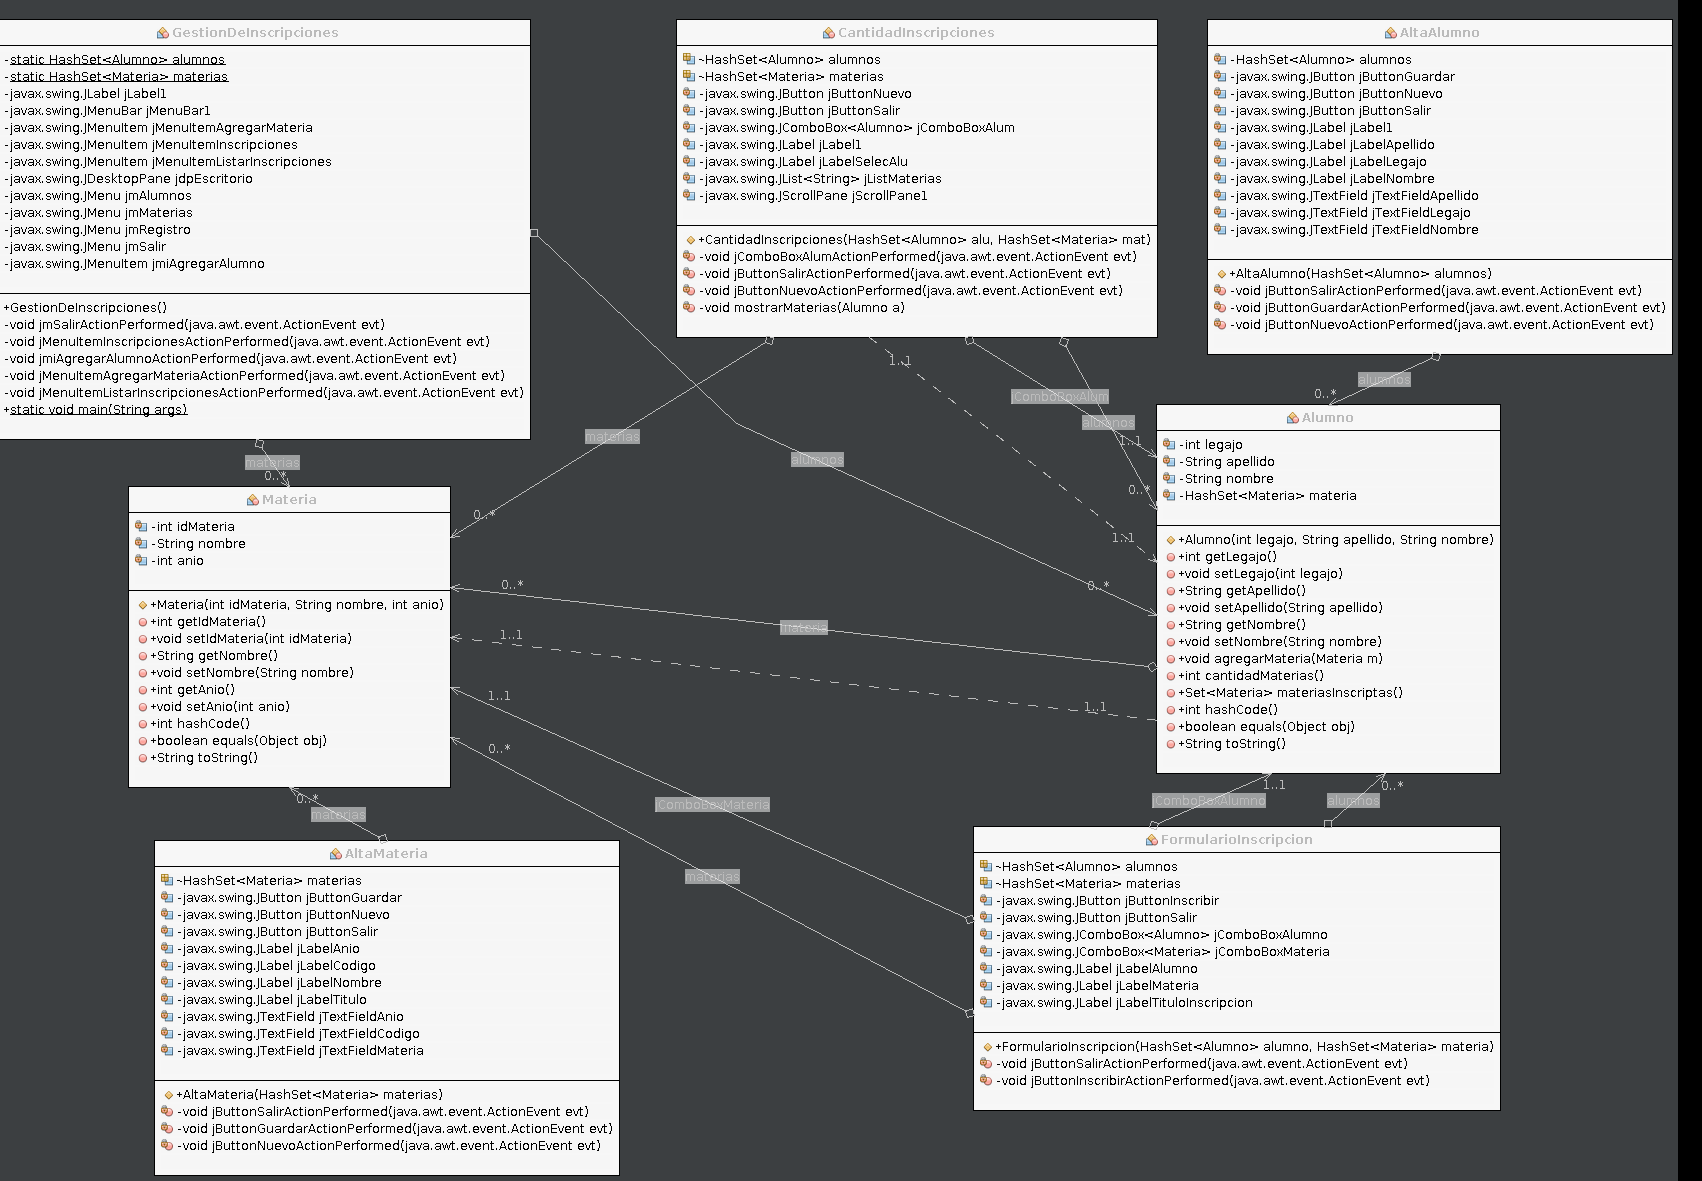 GestionDeInscripciones
-static HashSet<Alumno> alumnos
-static HashSet<Materia> materias
-javax.swing.JLabel jLabel1
-javax.swing.JMenuBar jMenuBar1
-javax.swing.JMenuItem jMenuItemAgregarMateria
-javax.swing.JMenuItem jMenuItemInscripciones
-javax.swing.JMenuItem jMenuItemListarInscripciones
-javax.swing.JDesktopPane jdpEscritorio
-javax.swing.JMenu jmAlumnos
-javax.swing.JMenu jmMaterias
-javax.swing.JMenu jmRegistro
-javax.swing.JMenu jmSalir
-javax.swing.JMenuItem jmiAgregarAlumno
+GestionDeInscripciones()
-void jmSalirActionPerformed(java.awt.event.ActionEvent evt)
-void jMenuItemInscripcionesActionPerformed(java.awt.event.ActionEvent evt)
-void jmiAgregarAlumnoActionPerformed(java.awt.event.ActionEvent evt)
-void jMenuItemAgregarMateriaActionPerformed(java.awt.event.ActionEvent evt)
-void jMenuItemListarInscripcionesActionPerformed(java.awt.event.ActionEvent evt)
+static void main(String args)
CantidadInscripciones
~HashSet<Alumno> alumnos
~HashSet<Materia> materias
-javax.swing.JButton jButtonNuevo
-javax.swing.JButton jButtonSalir
-javax.swing.JComboBox<Alumno> jComboBoxAlum
-javax.swing.JLabel jLabel1
-javax.swing.JLabel jLabelSelecAlu
-javax.swing.JList<String> jListMaterias
-javax.swing.JScrollPane jScrollPane1
+CantidadInscripciones(HashSet<Alumno> alu, HashSet<Materia> mat)
-void jComboBoxAlumActionPerformed(java.awt.event.ActionEvent evt)
-void jButtonSalirActionPerformed(java.awt.event.ActionEvent evt)
-void jButtonNuevoActionPerformed(java.awt.event.ActionEvent evt)
-void mostrarMaterias(Alumno a)
AltaAlumno
-HashSet<Alumno> alumnos
-javax.swing.JButton jButtonGuardar
-javax.swing.JButton jButtonNuevo
-javax.swing.JButton jButtonSalir
-javax.swing.JLabel jLabel1
-javax.swing.JLabel jLabelApellido
-javax.swing.JLabel jLabelLegajo
-javax.swing.JLabel jLabelNombre
-javax.swing.JTextField jTextFieldApellido
-javax.swing.JTextField jTextFieldLegajo
-javax.swing.JTextField jTextFieldNombre
+AltaAlumno(HashSet<Alumno> alumnos)
-void jButtonSalirActionPerformed(java.awt.event.ActionEvent evt)
-void jButtonGuardarActionPerformed(java.awt.event.ActionEvent evt)
-void jButtonNuevoActionPerformed(java.awt.event.ActionEvent evt)
1..1
alumnos
0..*
jComboBoxAlum
alumnos
1..1
materias
alumnos
materias
0..*
0..*
0..*
1..1
Materia
-int idMateria
-String nombre
-int anio
+Materia(int idMateria, String nombre, int anio)
+int getIdMateria()
+void setIdMateria(int idMateria)
+String getNombre()
+void setNombre(String nombre)
+int getAnio()
+void setAnio(int anio)
+int hashCode()
+boolean equals(Object obj)
+String toString()
Alumno
-int legajo
-String apellido
-String nombre
-HashSet<Materia> materia
+Alumno(int legajo, String apellido, String nombre)
+int getLegajo()
+void setLegajo(int legajo)
+String getApellido()
+void setApellido(String apellido)
+String getNombre()
+void setNombre(String nombre)
+void agregarMateria(Materia m)
+int cantidadMaterias()
+Set<Materia> materiasInscriptas()
+int hashCode()
+boolean equals(Object obj)
+String toString()
0..*
0..*
materia
1..1
1..1
1..1
0..*
jComboBoxMateria
materias
0..*
materias
1..1
jComboBoxAlumno
0..*
alumnos
AltaMateria
~HashSet<Materia> materias
-javax.swing.JButton jButtonGuardar
-javax.swing.JButton jButtonNuevo
-javax.swing.JButton jButtonSalir
-javax.swing.JLabel jLabelAnio
-javax.swing.JLabel jLabelCodigo
-javax.swing.JLabel jLabelNombre
-javax.swing.JLabel jLabelTitulo
-javax.swing.JTextField jTextFieldAnio
-javax.swing.JTextField jTextFieldCodigo
-javax.swing.JTextField jTextFieldMateria
+AltaMateria(HashSet<Materia> materias)
-void jButtonSalirActionPerformed(java.awt.event.ActionEvent evt)
-void jButtonGuardarActionPerformed(java.awt.event.ActionEvent evt)
-void jButtonNuevoActionPerformed(java.awt.event.ActionEvent evt)
FormularioInscripcion
~HashSet<Alumno> alumnos
~HashSet<Materia> materias
-javax.swing.JButton jButtonInscribir
-javax.swing.JButton jButtonSalir
-javax.swing.JComboBox<Alumno> jComboBoxAlumno
-javax.swing.JComboBox<Materia> jComboBoxMateria
-javax.swing.JLabel jLabelAlumno
-javax.swing.JLabel jLabelMateria
-javax.swing.JLabel jLabelTituloInscripcion
+FormularioInscripcion(HashSet<Alumno> alumno, HashSet<Materia> materia)
-void jButtonSalirActionPerformed(java.awt.event.ActionEvent evt)
-void jButtonInscribirActionPerformed(java.awt.event.ActionEvent evt)